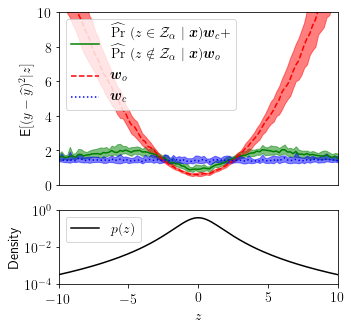 10
8
6
4
2
0
E[(y − ŷ)²|z]
P̂r (z ∈ 𝒵α | x)wc+
P̂r (z ∉ 𝒵α | x)wo
wo
wc
10⁰
10⁻²
10⁻⁴
Density
p(z)
−10 −5 0 5 10
z